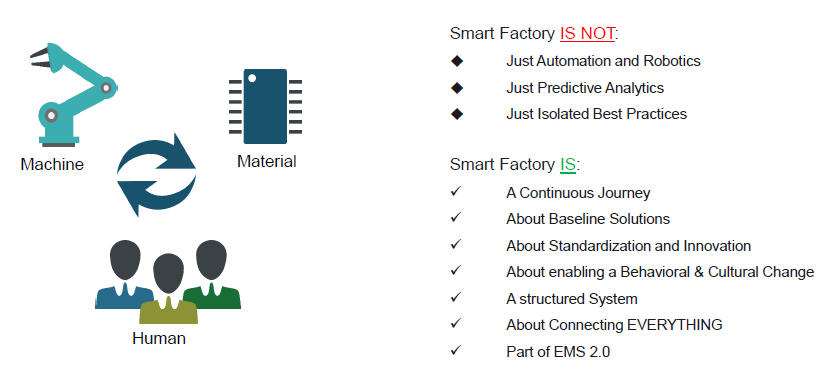 Machine
Material
Human
Smart Factory IS NOT:
Just Automation and Robotics
Just Predictive Analytics
Just Isolated Best Practices
Smart Factory IS:
A Continuous Journey
About Baseline Solutions
About Standardization and Innovation
About enabling a Behavioral & Cultural Change
A structured System
About Connecting EVERYTHING
Part of EMS 2.0